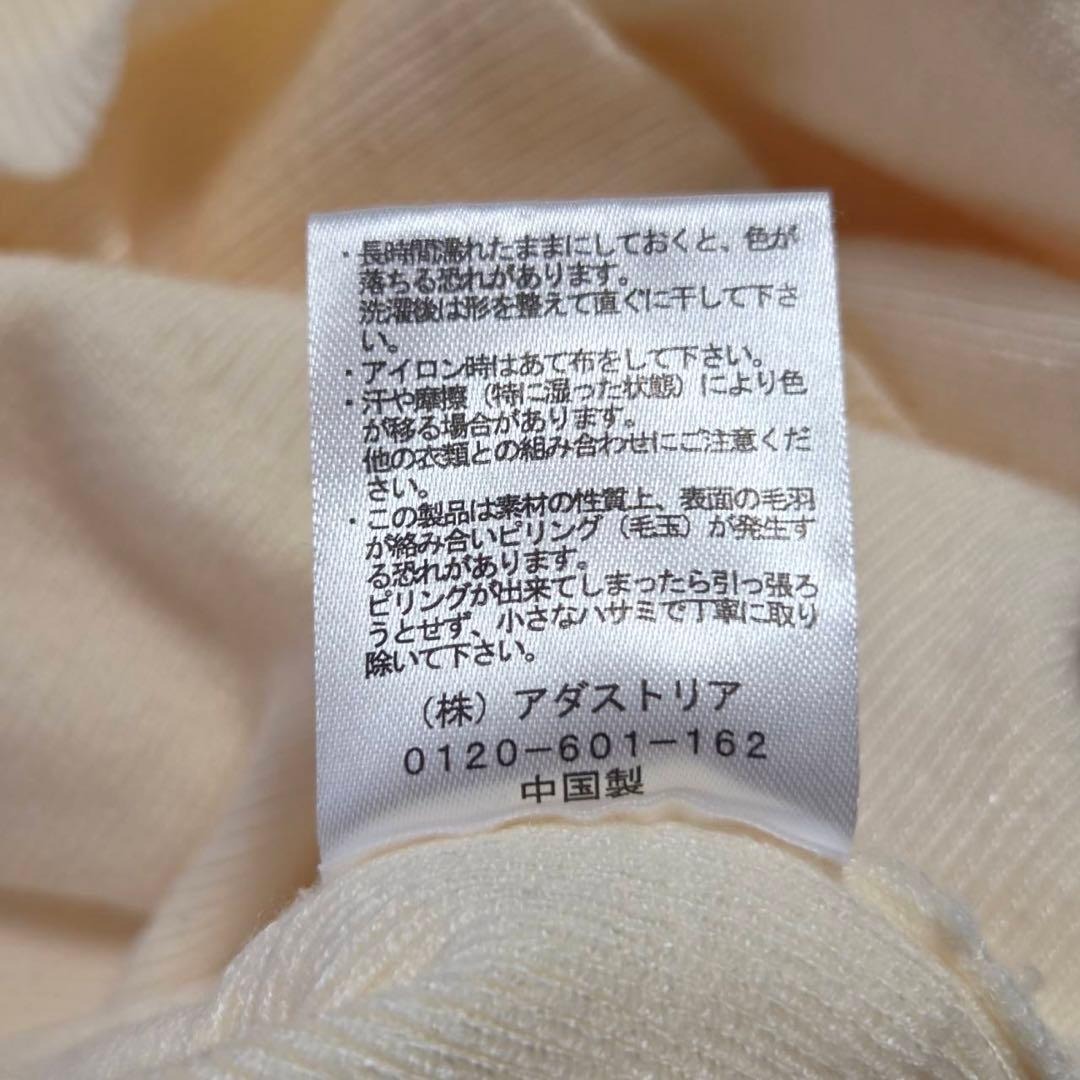 ・長時間濡れたままにしておくと、色が
落ちる恐れがあります。
洗濯後は形を整えて直ぐに干して下さ
い。
・アイロン時はあて布をして下さい。
・汗や摩擦（特に湿った状態）により色
が移る場合があります。
他の衣類との組み合わせにご注意くだ
さい。
・この製品は素材の性質上、表面の毛羽
が絡み合いピリング（毛玉）が発生す
る恐れがあります。
ピリングが出来てしまったら引っ張ろ
うとせず、小さなハサミで丁寧に取り
除いて下さい。
（株）アダストリア
0120-601-162
中国製